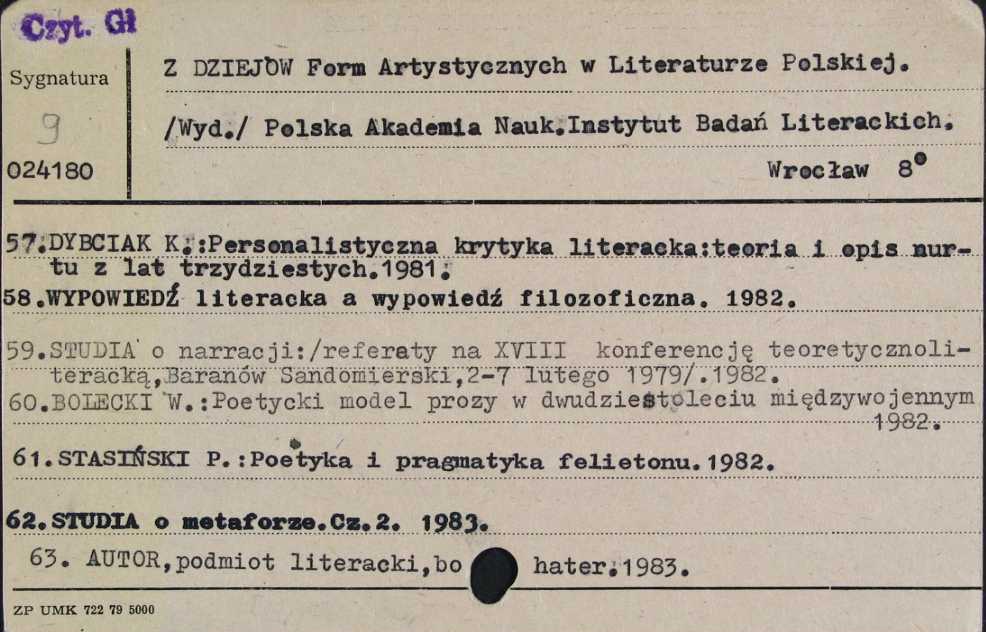 Czyt. Gł
Sygnatura
9
024180
Z DZIEJÓW Form Artystycznych w Literaturze Polskiej.
/Wyd./ Polska Akademia Nauk.Instytut Badań Literackich.
Wrocław 8°
57.DYBCIAK K.:Personalistyczna krytyka literacka:teoria i opis nur-
tu z lat trzydziestych.1981.
58.WYPOWIEDŹ literacka a wypowiedź filozoficzna. 1982.
59.STUDIA o narracji:/referaty na XVIII konferencję teoretycznoli-
teracką,Baranów Sandomierski,2-7 lutego 1979/.1982.
60.BOLECKI W.:Poetycki model prozy w dwudziestoleciu międzywojennym
1982.
61.STASIŃSKI P.:Poetyka i pragmatyka felietonu.1982.
62.STUDIA o metaforze.Cz.2. 1983.
63. AUTOR,podmiot literacki,bo hater.1983.
ZP UMK 722 79 5000